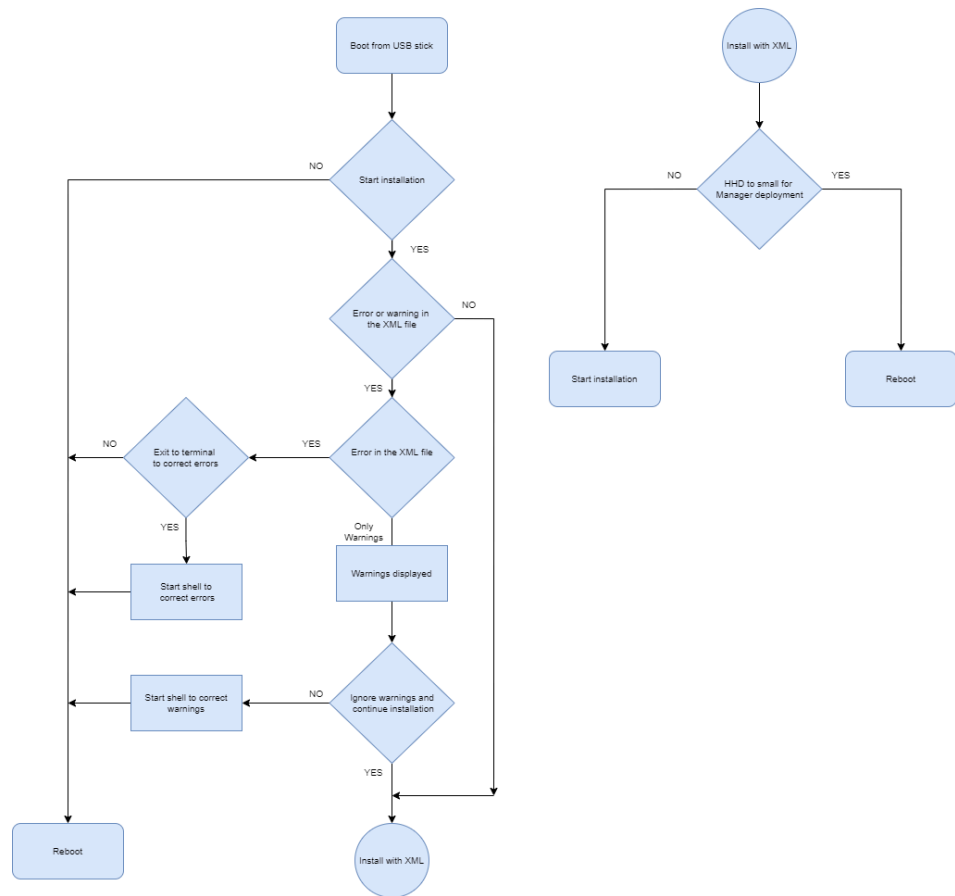 Boot from USB stick
Install with XML
NO
Start installation
YES
NO
HHD to small for
Manager deployment
YES
Error or warning in
the XML file
NO
YES
Start installation
Reboot
NO
Exit to terminal
to correct errors
YES
Error in the XML file
YES
Only
Warnings
Start shell to
correct errors
Warnings displayed
Start shell to correct
warnings
NO
Ignore warnings and
continue installation
YES
Reboot
Install with XML